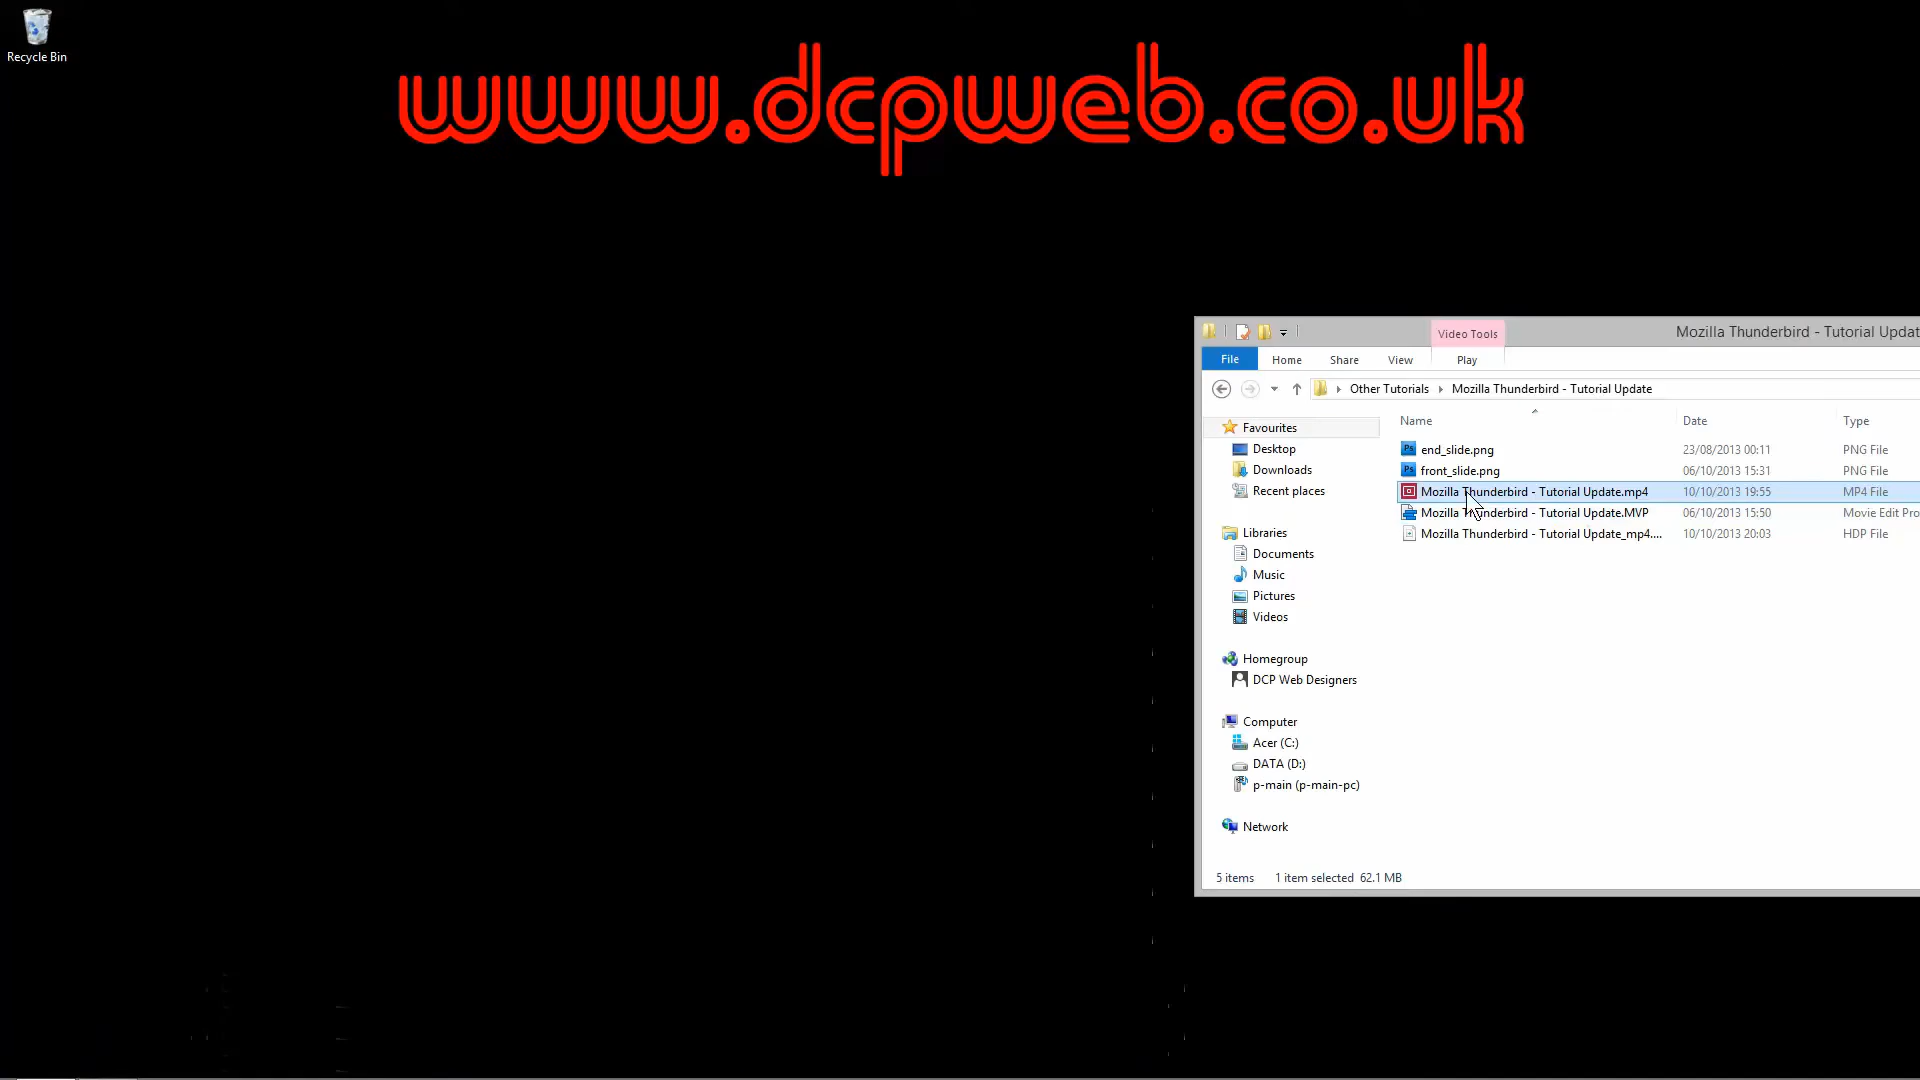 Recycle Bin
www.dcpweb.co.uk
Video Tools
Mozilla Thunderbird - Tutorial Updat
File Home Share View Play
Other Tutorials Mozilla Thunderbird - Tutorial Update
Name Date Type
Favourites
Desktop
Downloads
Recent places
Libraries
Documents
Music
Pictures
Videos
Homegroup
DCP Web Designers
Computer
Acer (C:)
DATA (D:)
p-main (p-main-pc)
Network
end_slide.png 23/08/2013 00:11 PNG File
front_slide.png 06/10/2013 15:31 PNG File
Mozilla Thunderbird - Tutorial Update.mp4 10/10/2013 19:55 MP4 File
Mozilla Thunderbird - Tutorial Update.MVP 06/10/2013 15:50 Movie Edit Pro
Mozilla Thunderbird - Tutorial Update_mp4.... 10/10/2013 20:03 HDP File
5 items 1 item selected 62.1 MB